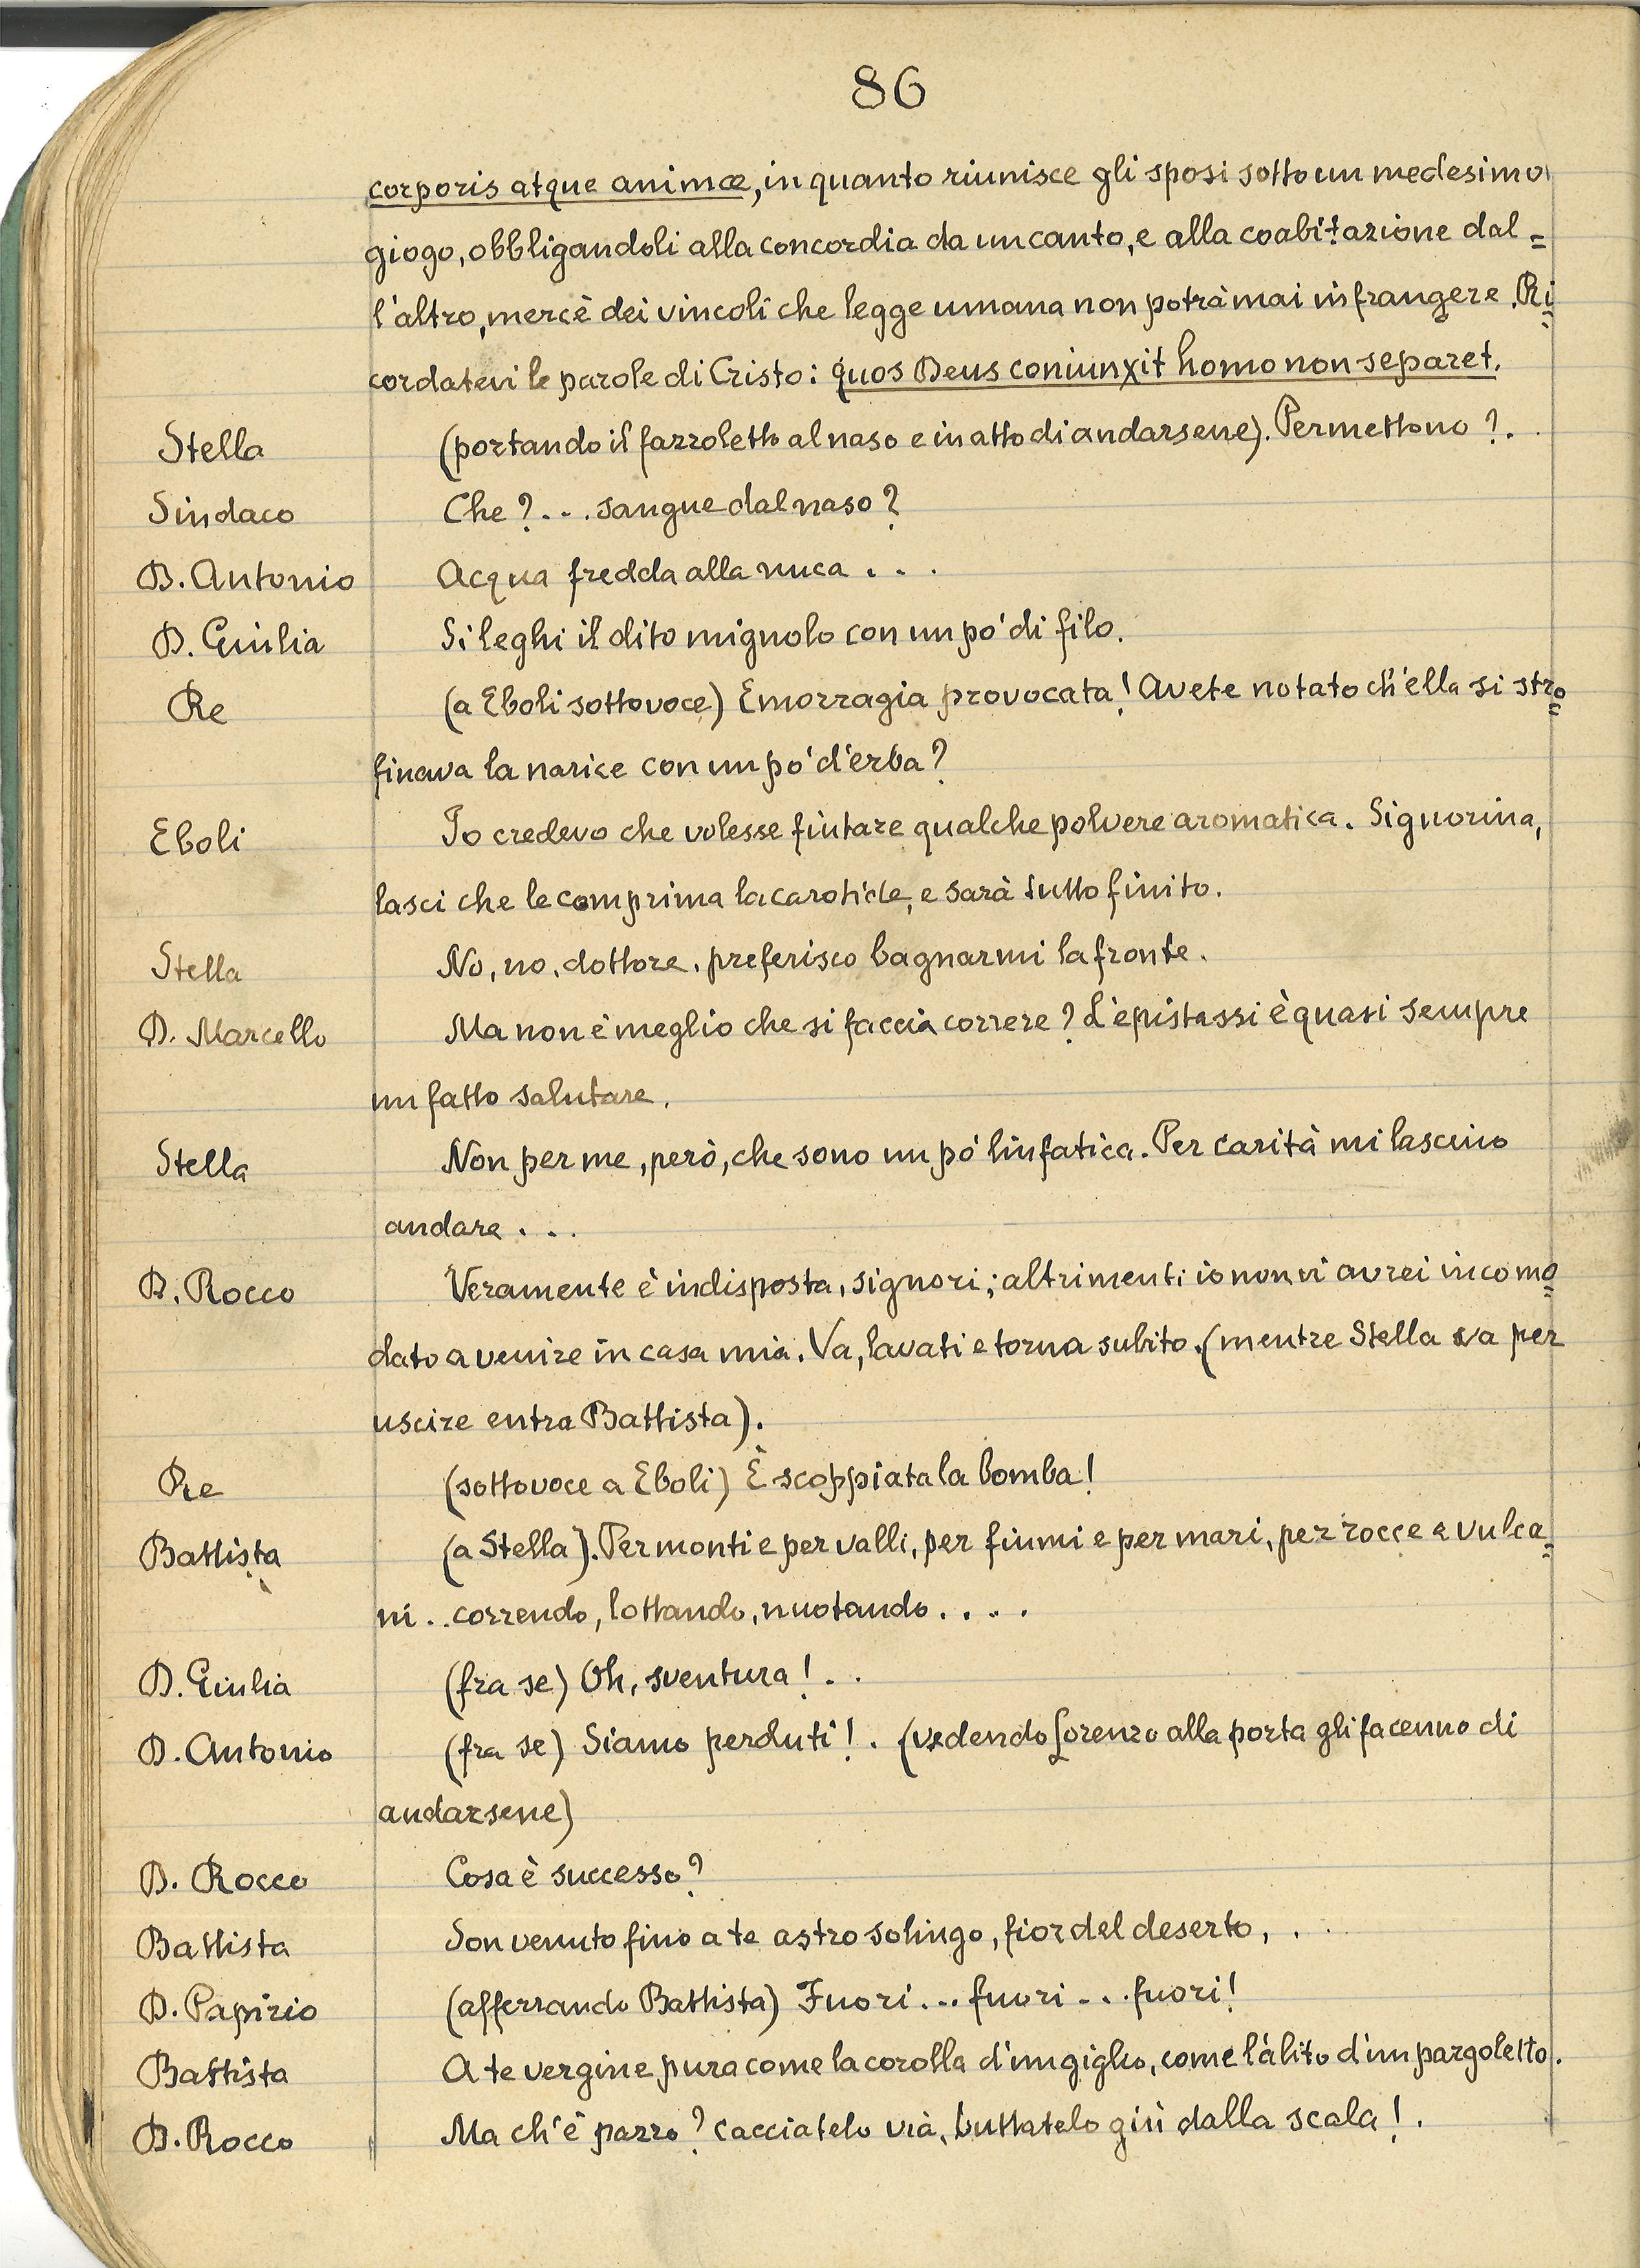 86
corporis atque animæ, in quanto riunisce gli sposi sotto un medesimo
giogo, obbligandoli alla concordia da un canto, e alla coabitazione dal=
l'altro, mercè dei vincoli che legge umana non potrà mai infrangere. Ri=
cordatevi le parole di Cristo: quos Deus coniunxit homo non separet.
Stella (portando il fazzoletto al naso e in atto di andarsene). Permettono?.
Sindaco Che?... sangue dal naso?
D. Antonio Acqua fredda alla nuca...
D. Giulia Si leghi il dito mignolo con un po' di filo.
Re (a Eboli sottovoce) Emorragia provocata! Avete notato ch'ella si stro=
finava la narice con un po' d'erba?
Eboli Io credevo che volesse fiutare qualche polvere aromatica. Signorina,
lasci che le comprima la carotide, e sarà tutto finito.
Stella No, no, dottore, preferisco bagnarmi la fronte.
D. Marcello Ma non è meglio che si faccia correre? L'epistassi è quasi sempre
un fatto salutare.
Stella Non per me, però, che sono un pò linfatica. Per carità mi lascino
andare...
D. Rocco Veramente è indisposta, signori; altrimenti io non vi avrei incomo=
dato a venire in casa mia. Va, lavati e torna subito. (mentre Stella va per
uscire entra Battista).
Re (sottovoce a Eboli) È scoppiata la bomba!
Battista (a Stella). Per monti e per valli, per fiumi e per mari, per rocce e vulca=
ni.. correndo, lottando, nuotando....
D. Giulia (fra se) Oh, sventura!..
D. Antonio (fra se) Siamo perduti!. (vedendo Lorenzo alla porta gli fa cenno di
andarsene)
D. Rocco Cosa è successo?
Battista Son venuto fino a te astro solingo, fior del deserto,..
D. Papirio (afferrando Battista) Fuori... fuori... fuori!
Battista A te vergine pura come la corolla d'un giglio, come l'àlito d'un pargoletto.
D. Rocco Ma ch'è pazzo? cacciatelo via, buttatelo giù dalla scala!.